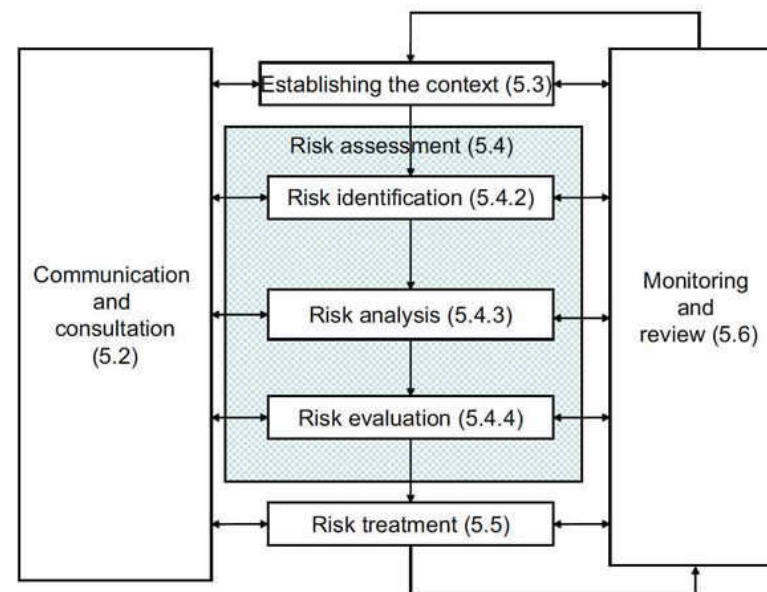 Establishing the context (5.3)
Risk assessment (5.4)
Risk identification (5.4.2)
Communication
and
consultation
(5.2)
Risk analysis (5.4.3)
Monitoring
and
review (5.6)
Risk evaluation (5.4.4)
Risk treatment (5.5)